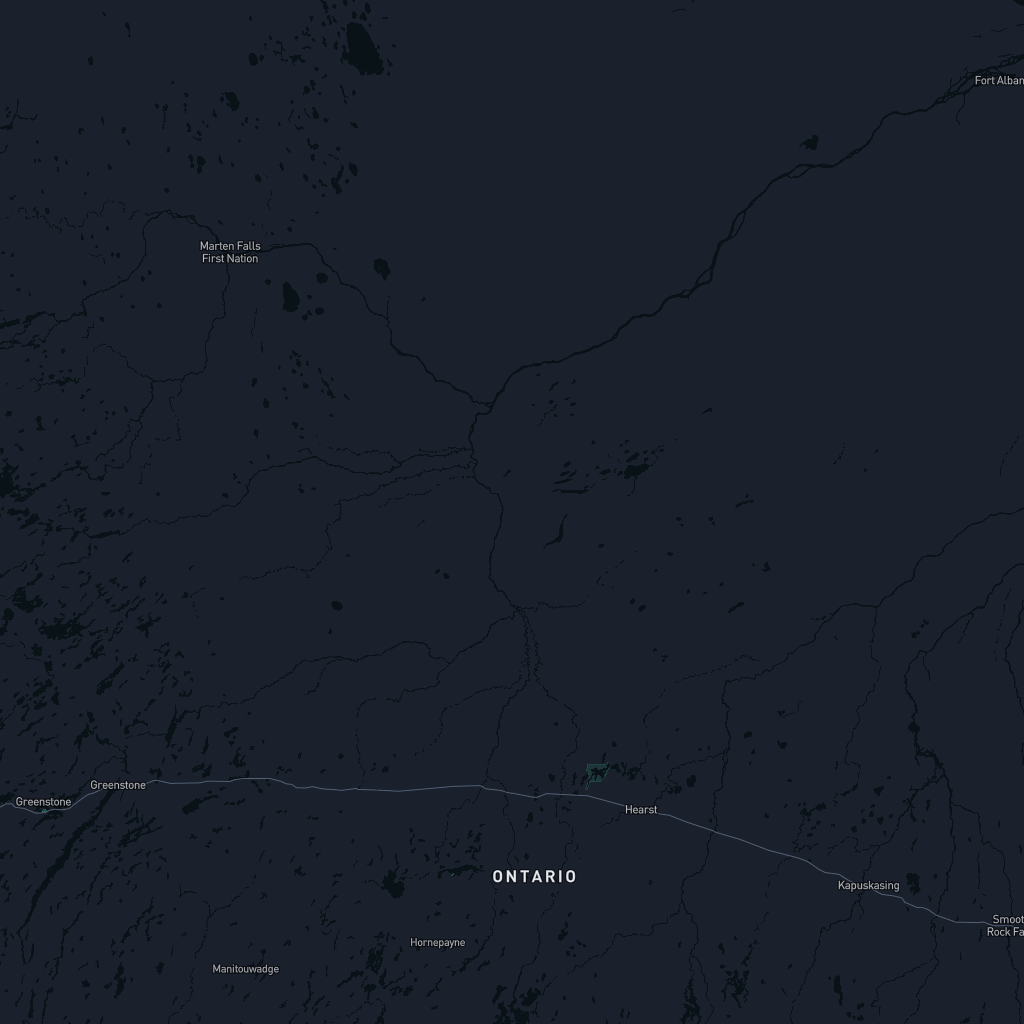 Fort Alban
Marten Falls
First Nation
Greenstone
Greenstone
Hearst
ONTARIO
Kapuskasing
Smoot
Rock Fa
Hornepayne
Manitouwadge